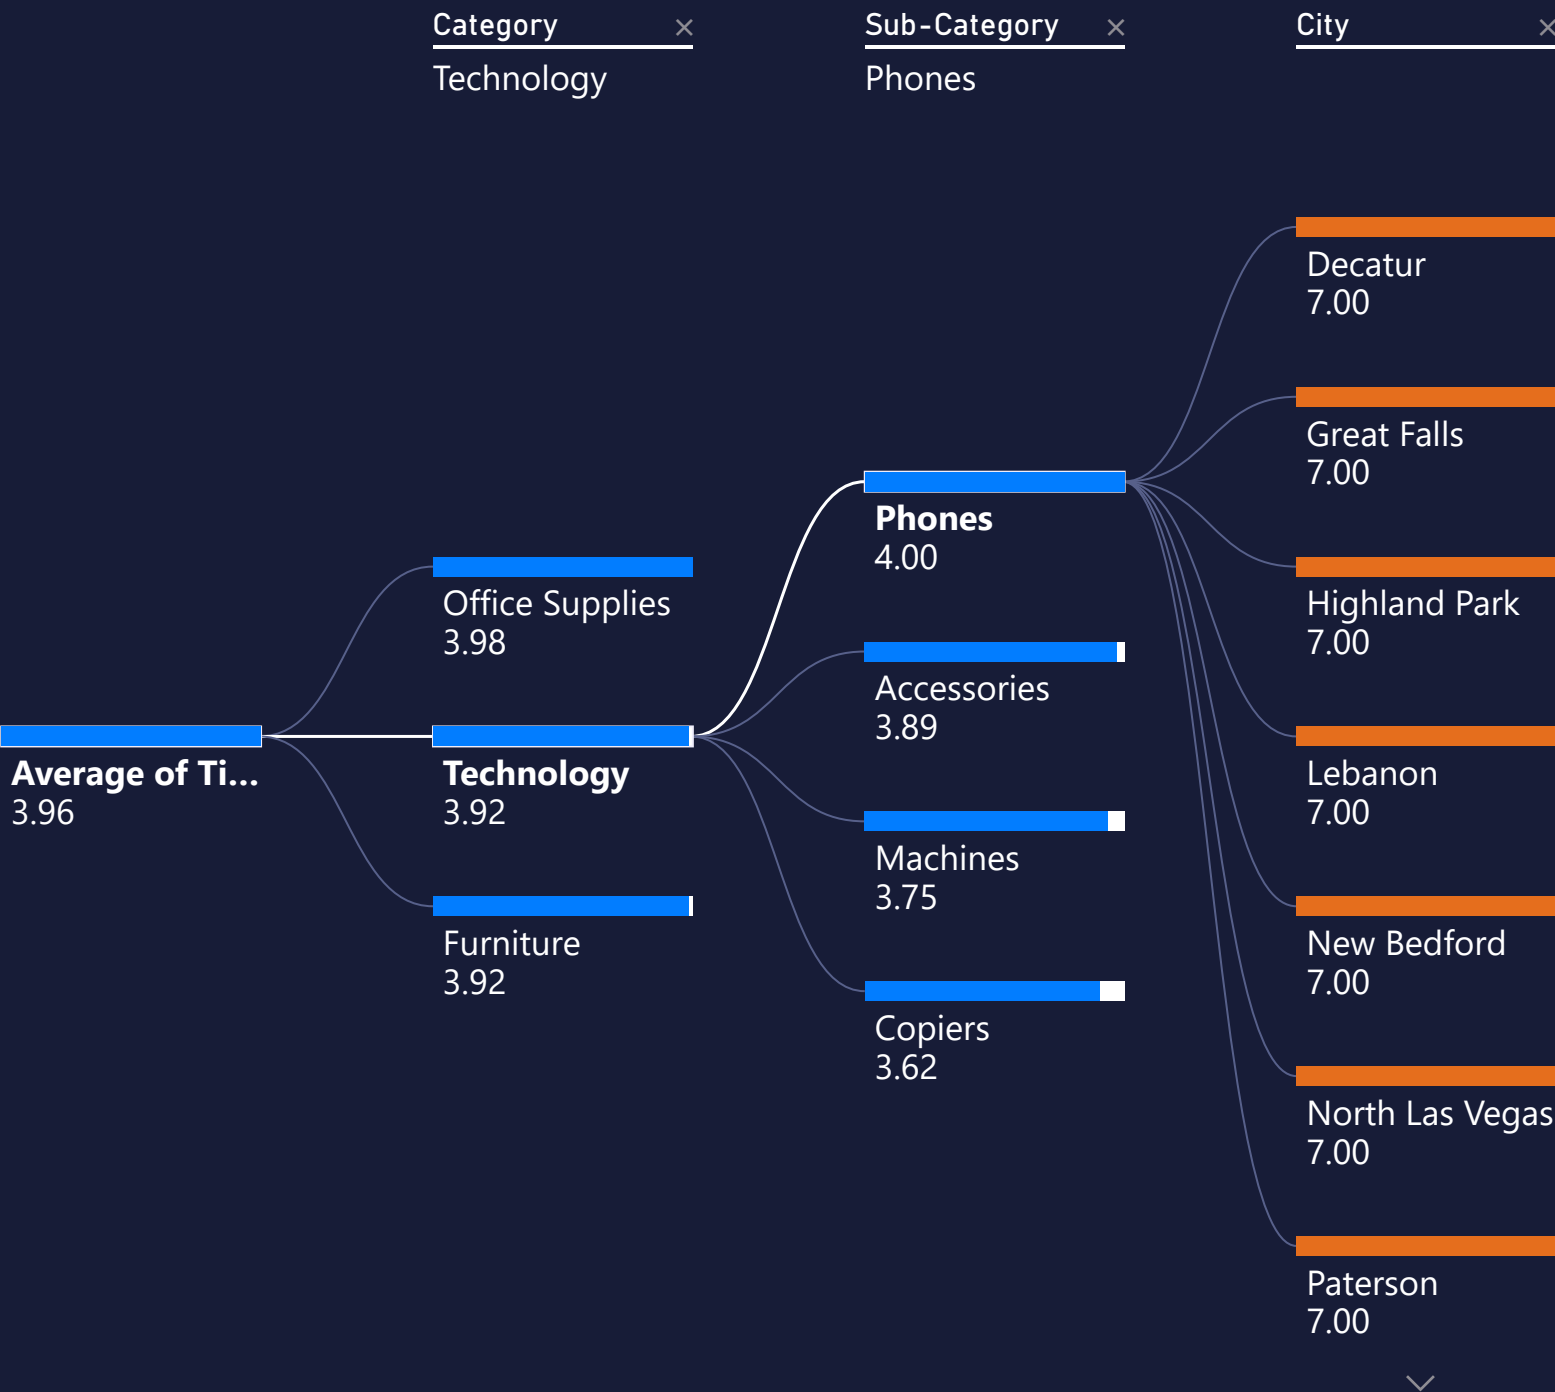 Category
Sub-Category
City
Technology
Phones
Decatur
7.00
Great Falls
7.00
Phones
4.00
Highland Park
7.00
Office Supplies
3.98
Accessories
3.89
Lebanon
7.00
Average of Ti...
3.96
Technology
3.92
Machines
3.75
New Bedford
7.00
Furniture
3.92
Copiers
3.62
North Las Vegas
7.00
Paterson
7.00